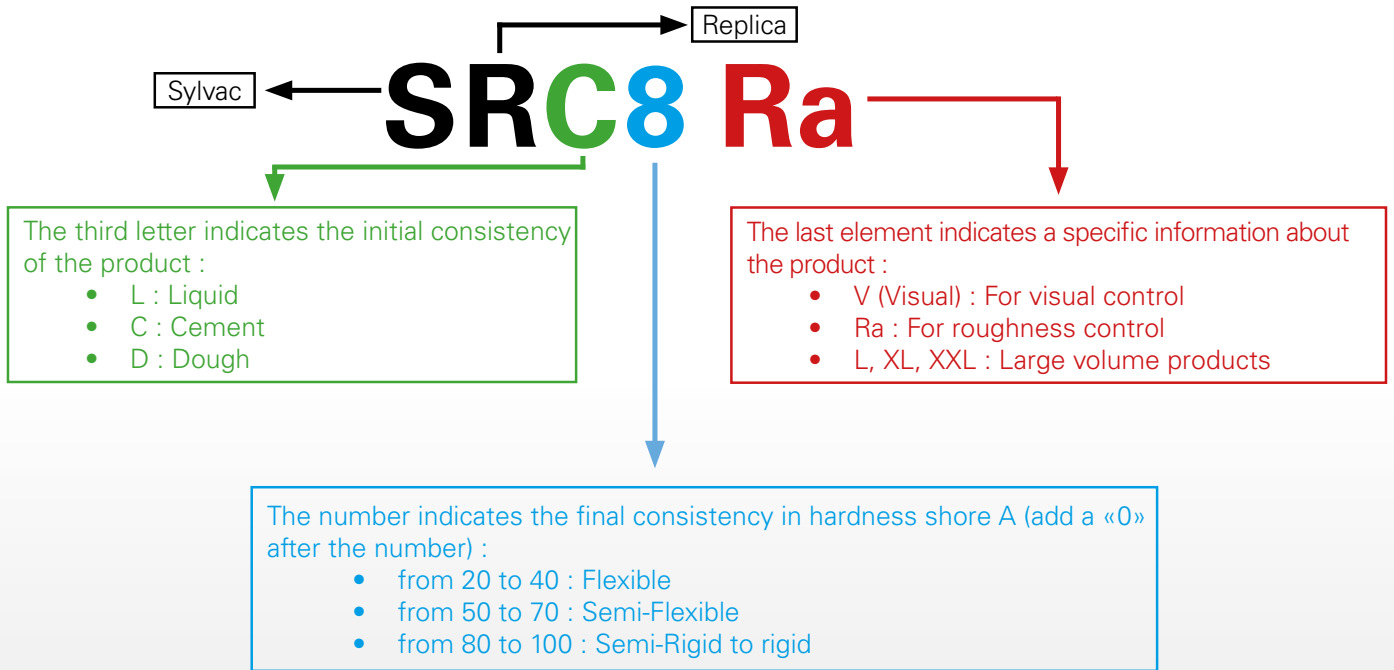 Replica
Sylvac
SRC8 Ra
The third letter indicates the initial consistency
of the product :
• L : Liquid
• C : Cement
• D : Dough
The last element indicates a specific information about
the product :
• V (Visual) : For visual control
• Ra : For roughness control
• L, XL, XXL : Large volume products
The number indicates the final consistency in hardness shore A (add a «0»
after the number) :
• from 20 to 40 : Flexible
• from 50 to 70 : Semi-Flexible
• from 80 to 100 : Semi-Rigid to rigid